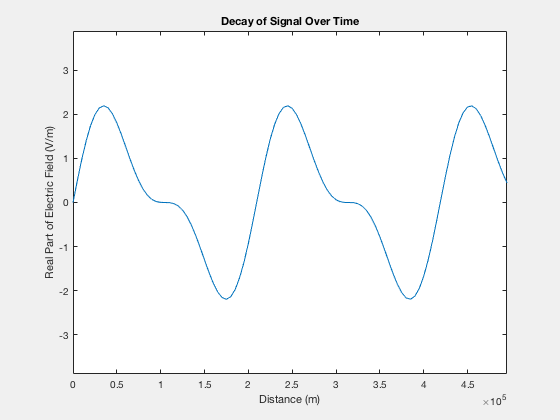 Decay of Signal Over Time
Real Part of Electric Field (V/m)
3
2
1
0
-1
-2
-3
0 0.5 1 1.5 2 2.5 3 3.5 4 4.5
Distance (m)
×10^5